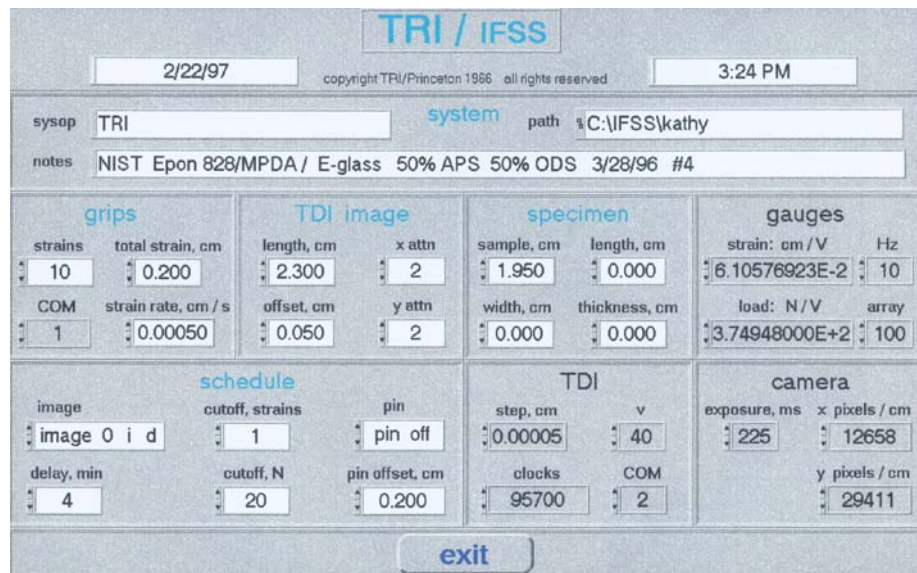 TRI / IFSS
2/22/97
copyright TRI/Princeton 1966 all rights reserved
3:24 PM
system
sysop TRI
path C:\IFSS\kathy
notes NIST Epon 828/MPDA / E-glass 50% APS 50% ODS 3/28/96 #4
grips
strains total strain, cm
10 0.200
COM strain rate, cm / s
1 0.00050
TDI image
length, cm x attn
2.300 2
offset, cm y attn
0.050 2
specimen
sample, cm length, cm
1.950 0.000
width, cm thickness, cm
0.000 0.000
gauges
strain: cm / V Hz
6.10576923E-2 10
load: N / V array
3.74948000E+2 100
schedule
image cutoff, strains pin
image 0 i d 1 pin off
delay, min cutoff, N pin offset, cm
4 20 0.200
TDI
step, cm v
0.00005 40
clocks COM
95700 2
camera
exposure, ms x pixels / cm
225 12658
y pixels / cm
29411
exit